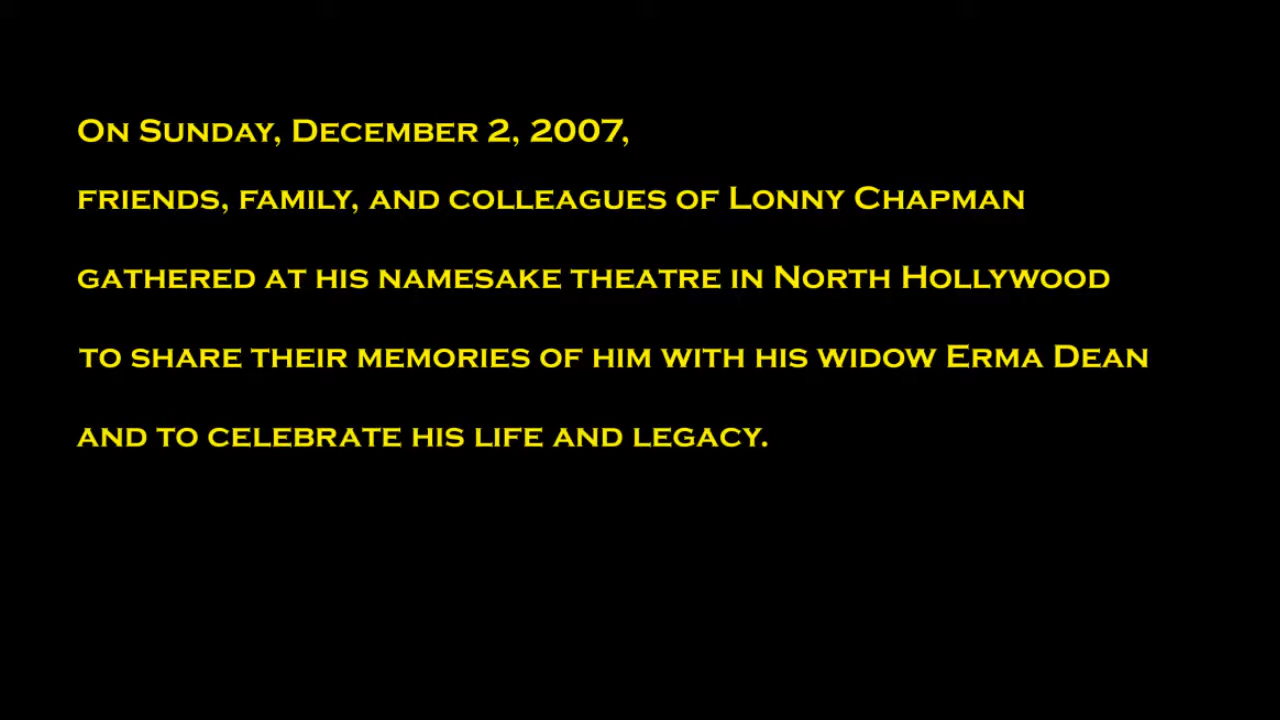 On Sunday, December 2, 2007,
friends, family, and colleagues of Lonny Chapman
gathered at his namesake theatre in North Hollywood
to share their memories of him with his widow Erma Dean
and to celebrate his life and legacy.